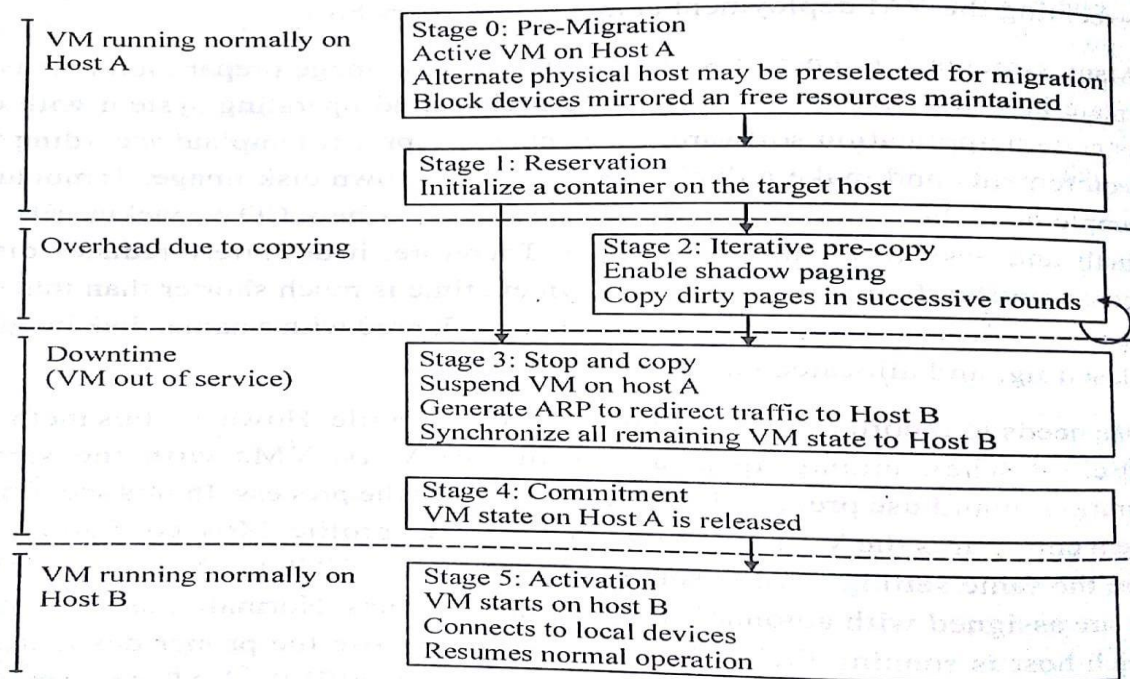 VM running normally on
Host A
Stage 0: Pre-Migration
Active VM on Host A
Alternate physical host may be preselected for migration
Block devices mirrored an free resources maintained
Stage 1: Reservation
Initialize a container on the target host
Overhead due to copying
Stage 2: Iterative pre-copy
Enable shadow paging
Copy dirty pages in successive rounds
Downtime
(VM out of service)
Stage 3: Stop and copy
Suspend VM on host A
Generate ARP to redirect traffic to Host B
Synchronize all remaining VM state to Host B
Stage 4: Commitment
VM state on Host A is released
VM running normally on
Host B
Stage 5: Activation
VM starts on host B
Connects to local devices
Resumes normal operation